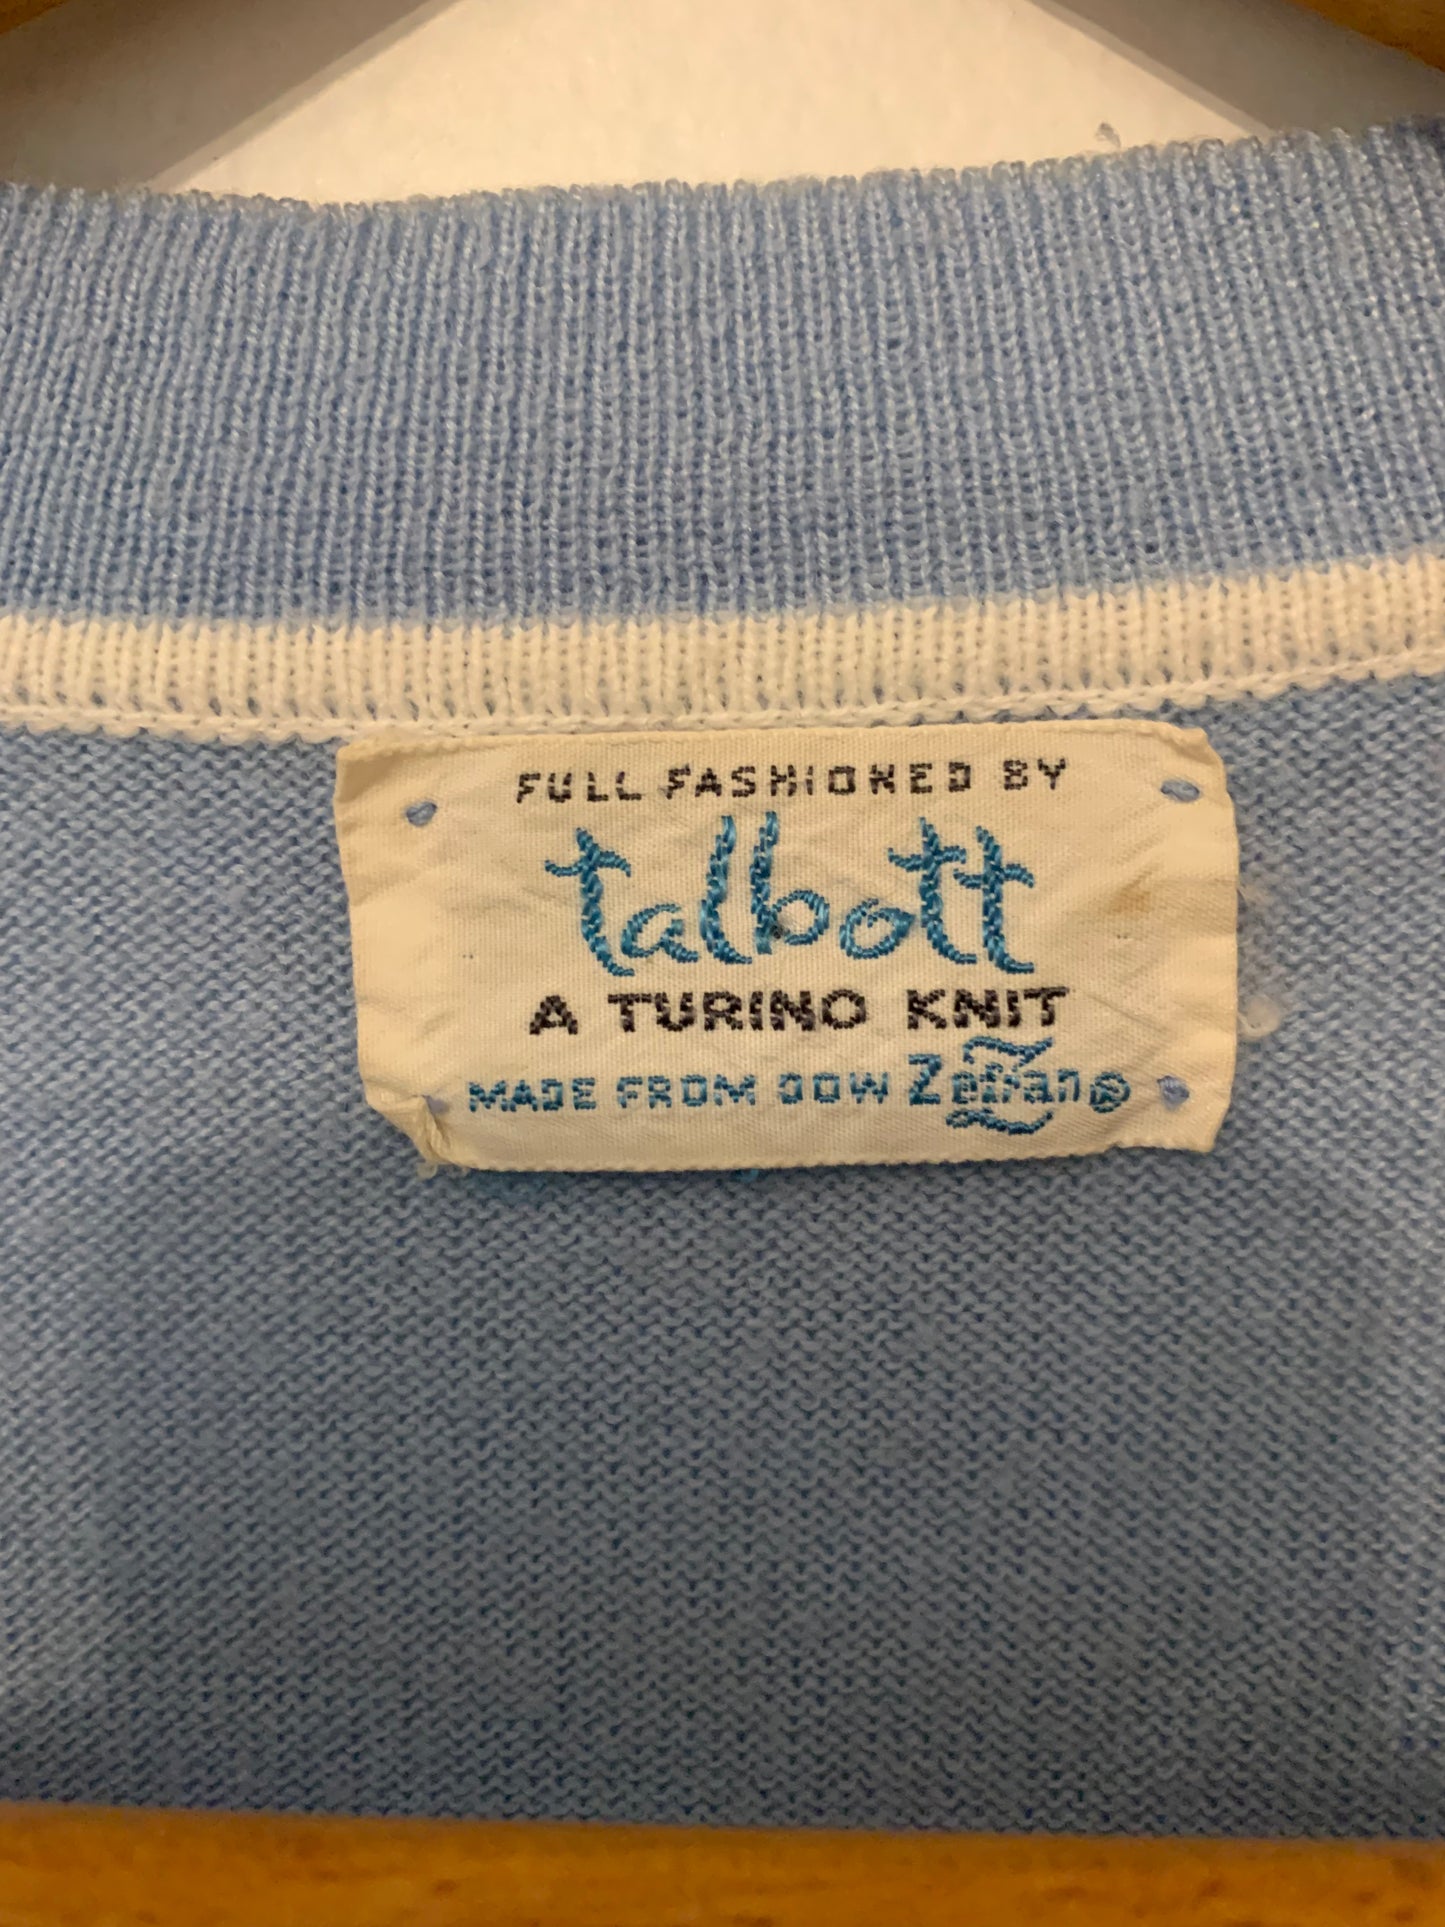 FULL FASHIONED BY
talbott
A TURINO KNIT
MADE FROM DOW Zefran®